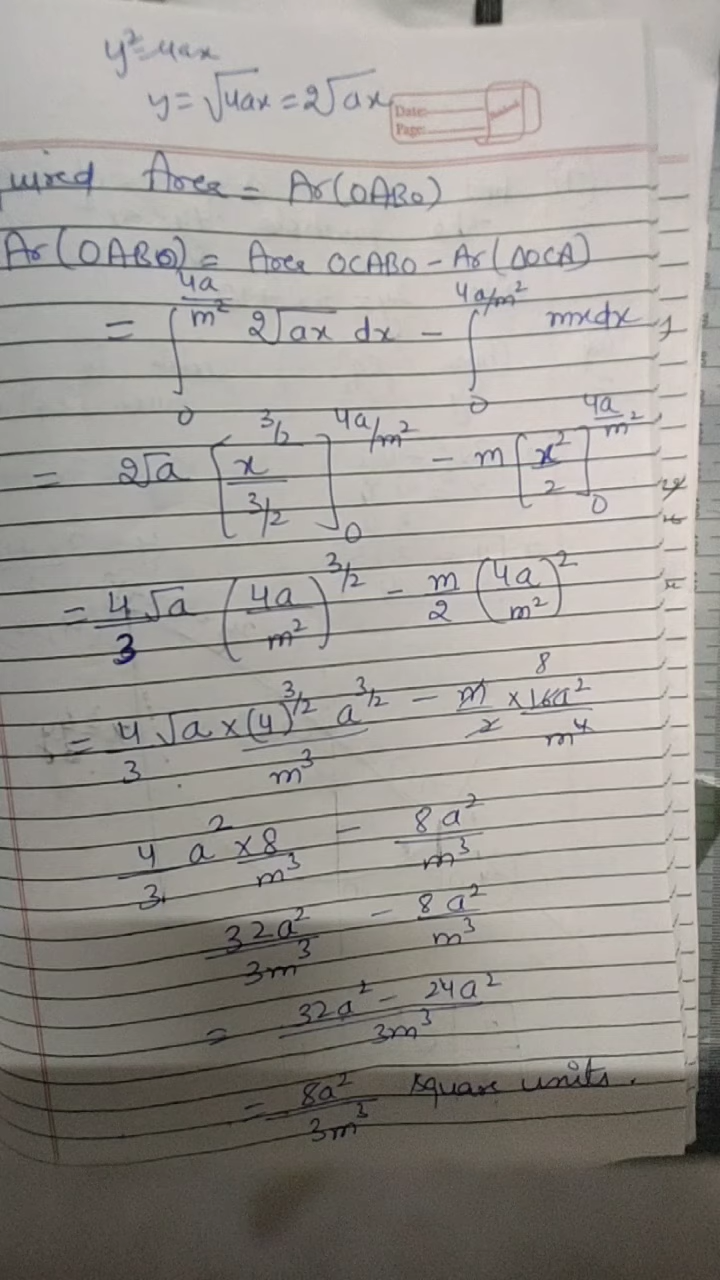 y²=4ax
y = √4ax = 2√ax
Date:
Page:
uired Area = Ar(OABO)
Ar(OABO) = Area OCABO - Ar(ΔOCA)
= ∫₀^(4a/m²) 2√ax dx - ∫₀^(4a/m²) mx dx
= 2√a [x^(3/2) / (3/2)]₀^(4a/m²) - m [x²/2]₀^(4a/m²)
= 4√a/3 (4a/m²)^(3/2) - m/2 (4a/m²)²
= 4/3 √a × (4)^(3/2) a^(3/2) / m³ - m/2 × 16a²/m⁴ 8
4/3 a² × 8/m³ - 8a²/m³
32a²/3m³ - 8a²/m³
= (32a² - 24a²)/3m³
= 8a²/3m³ square units.